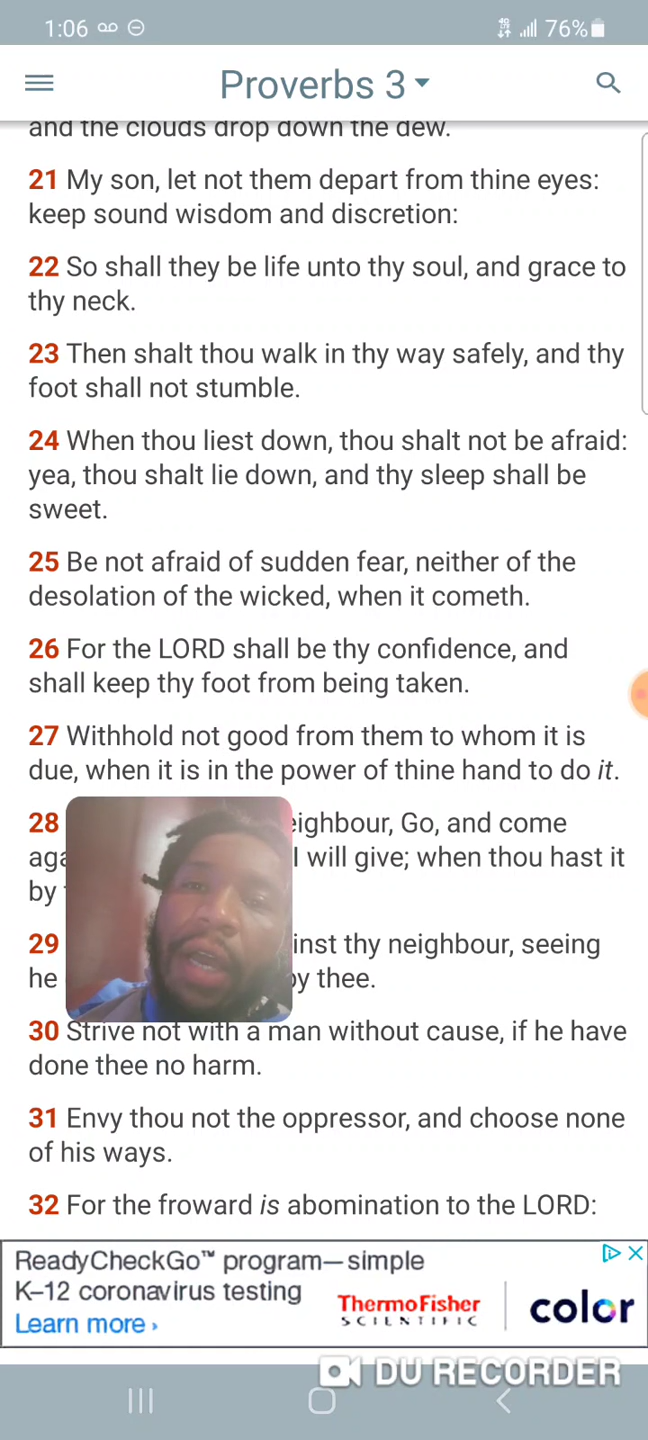 1:06
4G
76%
Proverbs 3
and the clouds drop down the dew.
21 My son, let not them depart from thine eyes:
keep sound wisdom and discretion:
22 So shall they be life unto thy soul, and grace to
thy neck.
23 Then shalt thou walk in thy way safely, and thy
foot shall not stumble.
24 When thou liest down, thou shalt not be afraid:
yea, thou shalt lie down, and thy sleep shall be
sweet.
25 Be not afraid of sudden fear, neither of the
desolation of the wicked, when it cometh.
26 For the LORD shall be thy confidence, and
shall keep thy foot from being taken.
27 Withhold not good from them to whom it is
due, when it is in the power of thine hand to do it.
28 eighbour, Go, and come
aga I will give; when thou hast it
by
29 inst thy neighbour, seeing
he by thee.
30 Strive not with a man without cause, if he have
done thee no harm.
31 Envy thou not the oppressor, and choose none
of his ways.
32 For the froward is abomination to the LORD:
ReadyCheckGo™ program—simple
K–12 coronavirus testing
Learn more ›
ThermoFisher
SCIENTIFIC
color
DU RECORDER